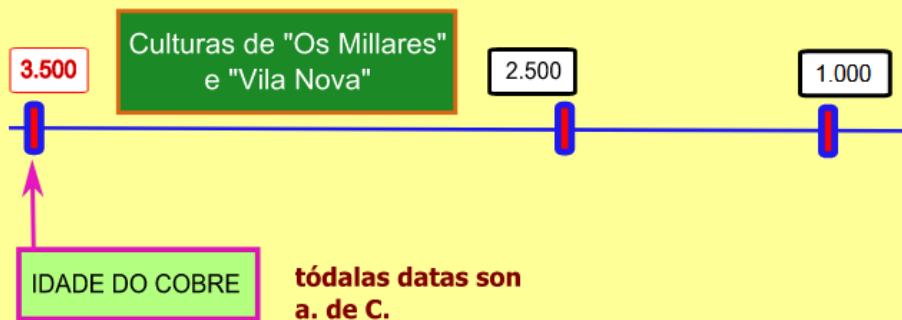 Culturas de "Os Millares"
e "Vila Nova"
3.500
2.500
1.000
IDADE DO COBRE
tódalas datas son
a. de C.